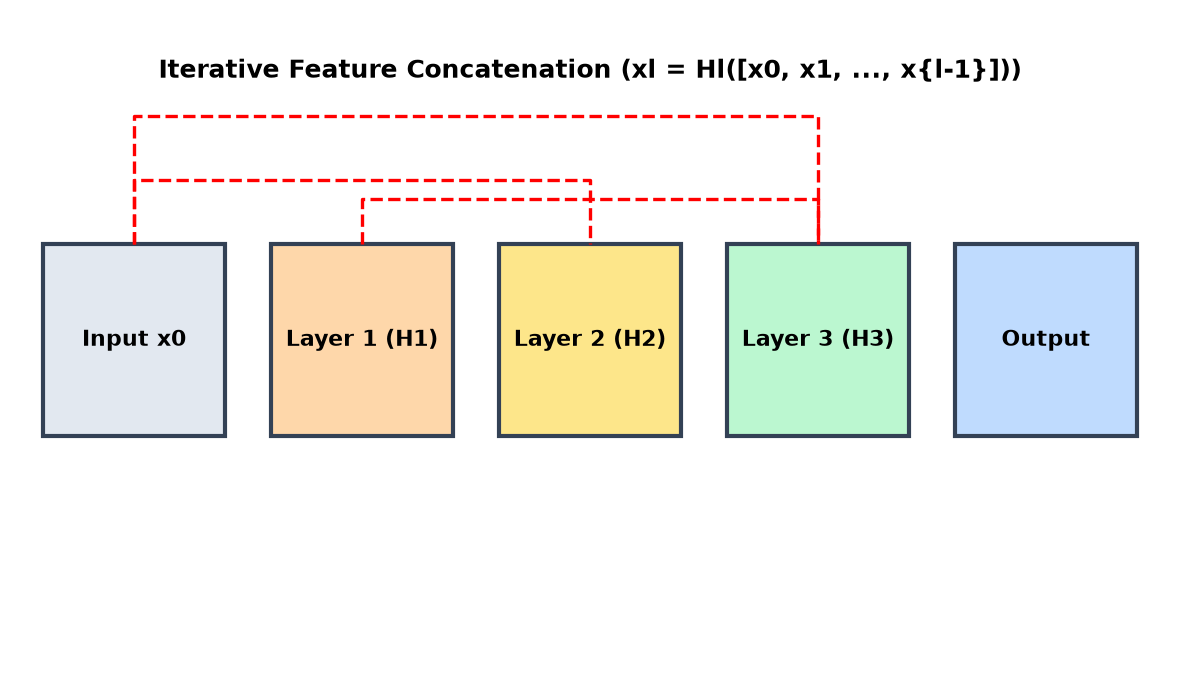 Iterative Feature Concatenation (xl = Hl([x0, x1, ..., x{l-1}]))
Input x0
Layer 1 (H1)
Layer 2 (H2)
Layer 3 (H3)
Output